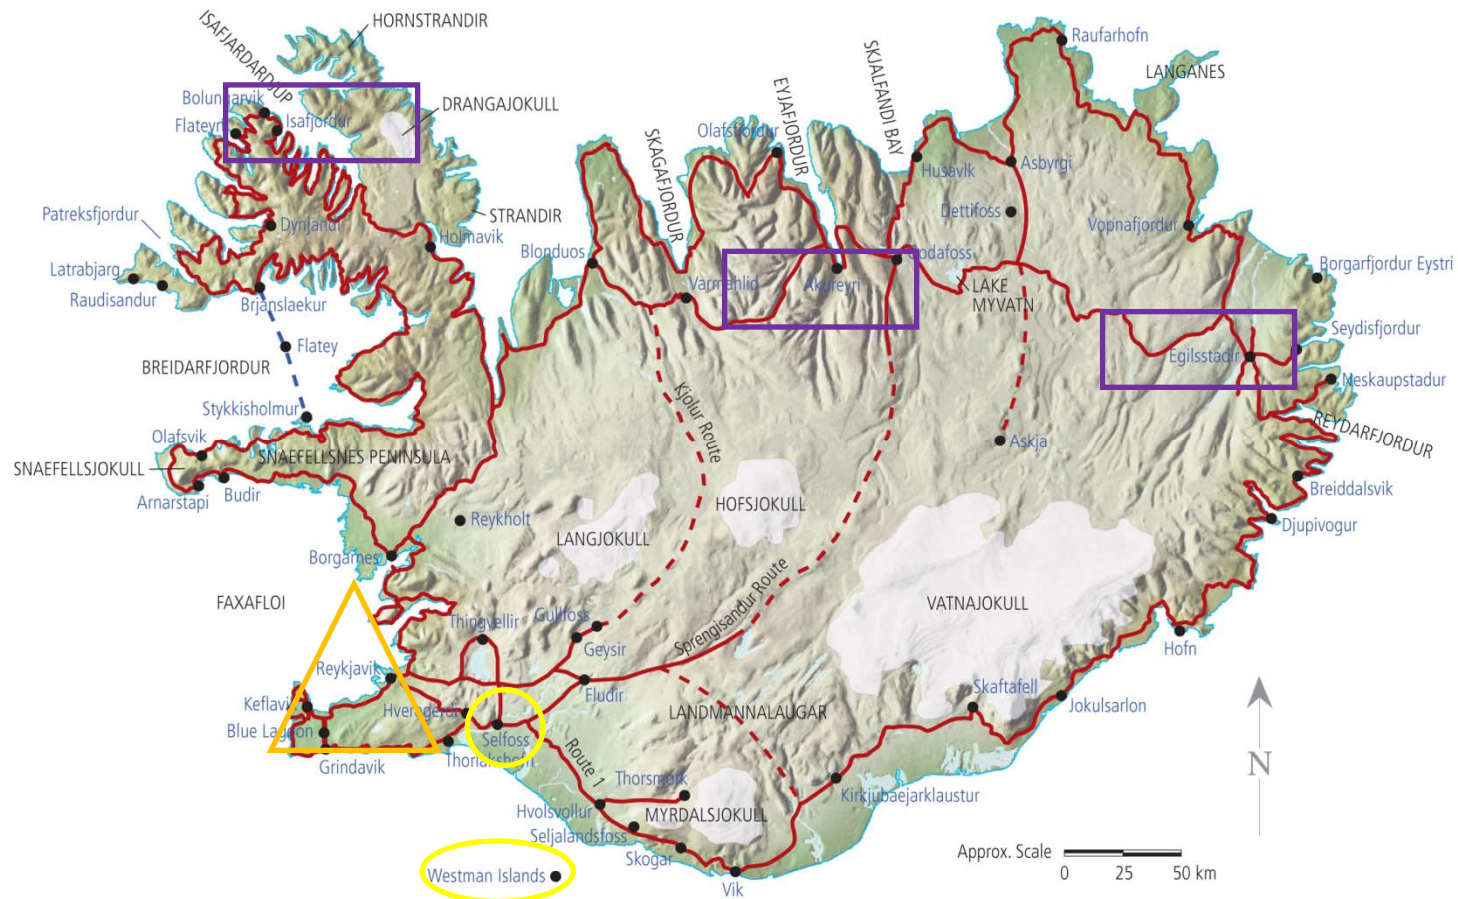 HORNSTRANDIR
ISAFJARDARDJUP
Raufarhofn
LANGANES
Bolungarvik
Flateyri
Isafjordur
DRANGAJOKULL
SKAGAFJORDUR
Olafsfjordur
EYJAFJORDUR
SKJALFANDI BAY
Husavik
Asbyrgi
Patreksfjordur
Dynjandi
STRANDIR
Holmavik
Dettifoss
Vopnafjordur
Latrabjarg
Raudisandur
Brjanslaekur
Blonduos
Varmahlid
Akureyri
Godafoss
LAKE
MYVATN
Borgarfjordur Eystri
Seydisfjordur
Egilsstadir
Neskaupstadur
REYDARFJORDUR
Flatey
BREIDARFJORDUR
Stykkisholmur
Olafsvik
SNAEFELLSJOKULL
SNAEFELLSNES PENINSULA
Arnarstapi
Budir
Kjolur Route
Askja
Breiddalsvik
Djupivogur
Reykholt
LANGJOKULL
HOFSJOKULL
Borgarnes
FAXAFLOI
Thingvellir
Gullfoss
Geysir
Sprengisandur Route
VATNAJOKULL
Hofn
Reykjavik
Keflavik
Blue Lagoon
Grindavik
Hveragerdi
Selfoss
Thorlakshofn
Fludir
LANDMANNALAUGAR
Skaftafell
Jokulsarlon
Route 1
Thorsmork
Hvolsvollur
MYRDALSJOKULL
Kirkjubaejarklaustur
Seljalandsfoss
Skogar
Vik
Westman Islands
N
Approx. Scale
0 25 50 km